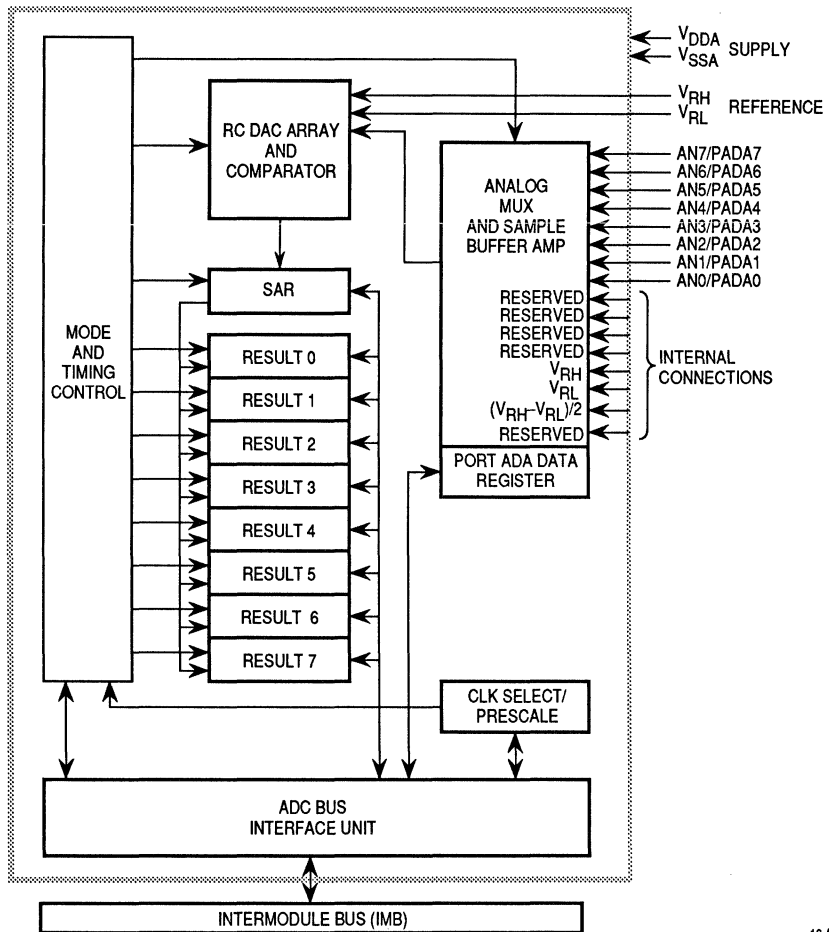 V_DDA
V_SSA
SUPPLY
V_RH
V_RL
REFERENCE
RC DAC ARRAY
AND
COMPARATOR
AN7/PADA7
AN6/PADA6
AN5/PADA5
AN4/PADA4
AN3/PADA3
AN2/PADA2
AN1/PADA1
AN0/PADA0
ANALOG
MUX
AND SAMPLE
BUFFER AMP
RESERVED
RESERVED
RESERVED
RESERVED
V_RH
V_RL
(V_RH–V_RL)/2
RESERVED
INTERNAL
CONNECTIONS
PORT ADA DATA
REGISTER
MODE
AND
TIMING
CONTROL
SAR
RESULT 0
RESULT 1
RESULT 2
RESULT 3
RESULT 4
RESULT 5
RESULT 6
RESULT 7
CLK SELECT/
PRESCALE
ADC BUS
INTERFACE UNIT
INTERMODULE BUS (IMB)